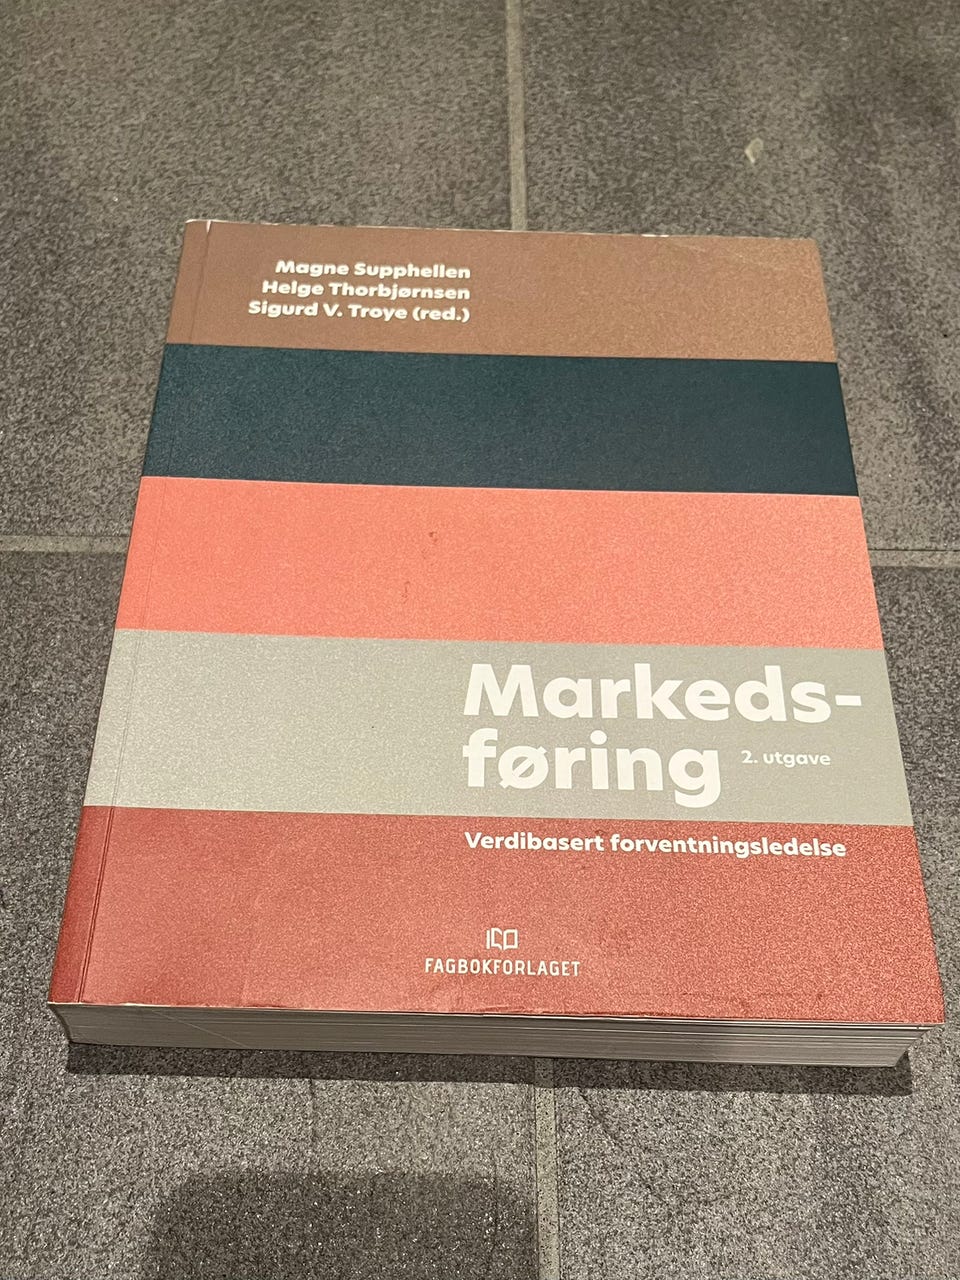 Magne Supphellen
Helge Thorbjørnsen
Sigurd V. Troye (red.)
Markeds-
føring 2. utgave
Verdibasert forventningsledelse
FAGBOKFORLAGET